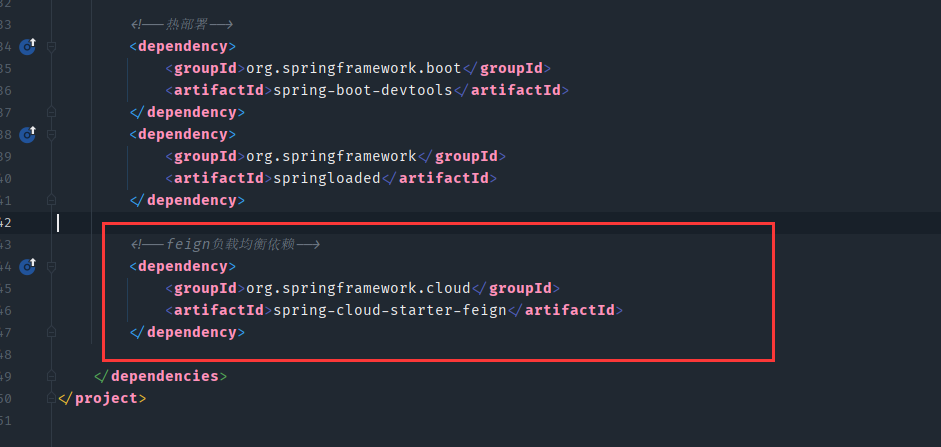 32
33 <!--热部署-->
34 <dependency>
35 <groupId>org.springframework.boot</groupId>
36 <artifactId>spring-boot-devtools</artifactId>
37 </dependency>
38 <dependency>
39 <groupId>org.springframework</groupId>
40 <artifactId>springloaded</artifactId>
41 </dependency>
42
43 <!--feign负载均衡依赖-->
44 <dependency>
45 <groupId>org.springframework.cloud</groupId>
46 <artifactId>spring-cloud-starter-feign</artifactId>
47 </dependency>
48
49 </dependencies>
50 </project>
51